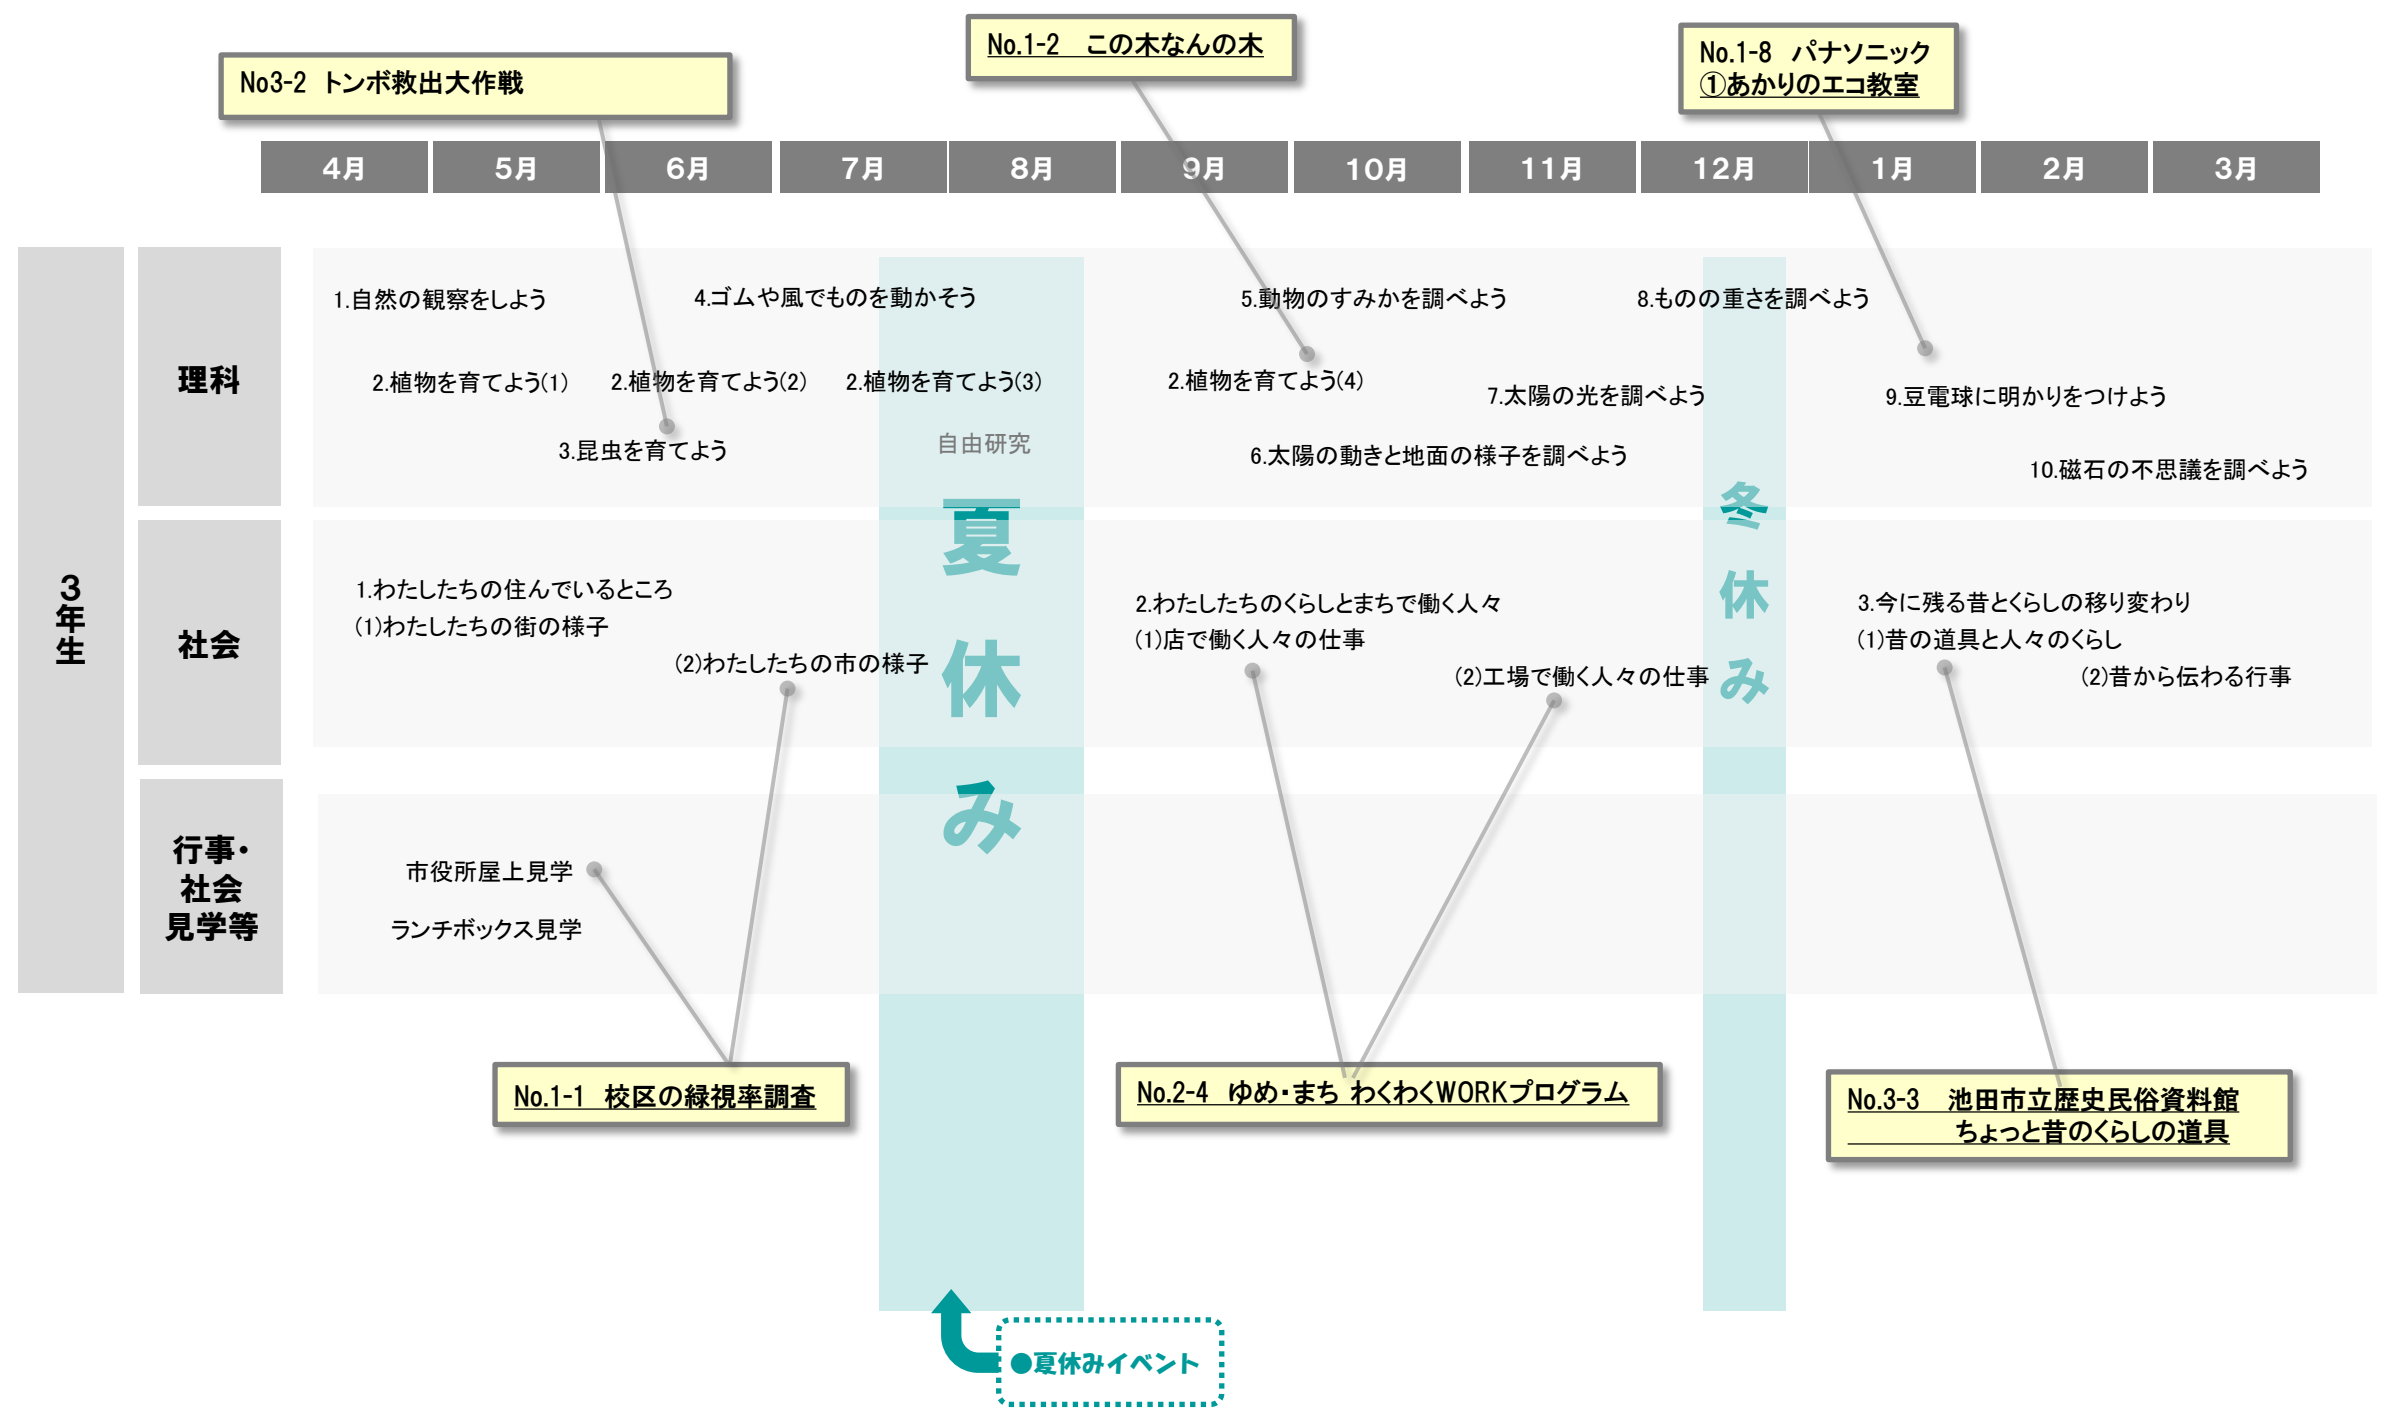 No3-2 トンボ救出大作戦
No.1-2 この木なんの木
No.1-8 パナソニック
①あかりのエコ教室
4月 5月 6月 7月 8月 9月 10月 11月 12月 1月 2月 3月
3年生
理科
1.自然の観察をしよう
4.ゴムや風でものを動かそう
5.動物のすみかを調べよう
8.ものの重さを調べよう
2.植物を育てよう(1)
2.植物を育てよう(2)
2.植物を育てよう(3)
2.植物を育てよう(4)
7.太陽の光を調べよう
9.豆電球に明かりをつけよう
3.昆虫を育てよう
自由研究
6.太陽の動きと地面の様子を調べよう
10.磁石の不思議を調べよう
夏休み
冬休み
社会
1.わたしたちの住んでいるところ
(1)わたしたちの街の様子
(2)わたしたちの市の様子
2.わたしたちのくらしとまちで働く人々
(1)店で働く人々の仕事
(2)工場で働く人々の仕事
3.今に残る昔とくらしの移り変わり
(1)昔の道具と人々のくらし
(2)昔から伝わる行事
行事・
社会
見学等
市役所屋上見学
ランチボックス見学
No.1-1 校区の緑視率調査
No.2-4 ゆめ・まち わくわくWORKプログラム
No.3-3 池田市立歴史民俗資料館
ちょっと昔のくらしの道具
●夏休みイベント